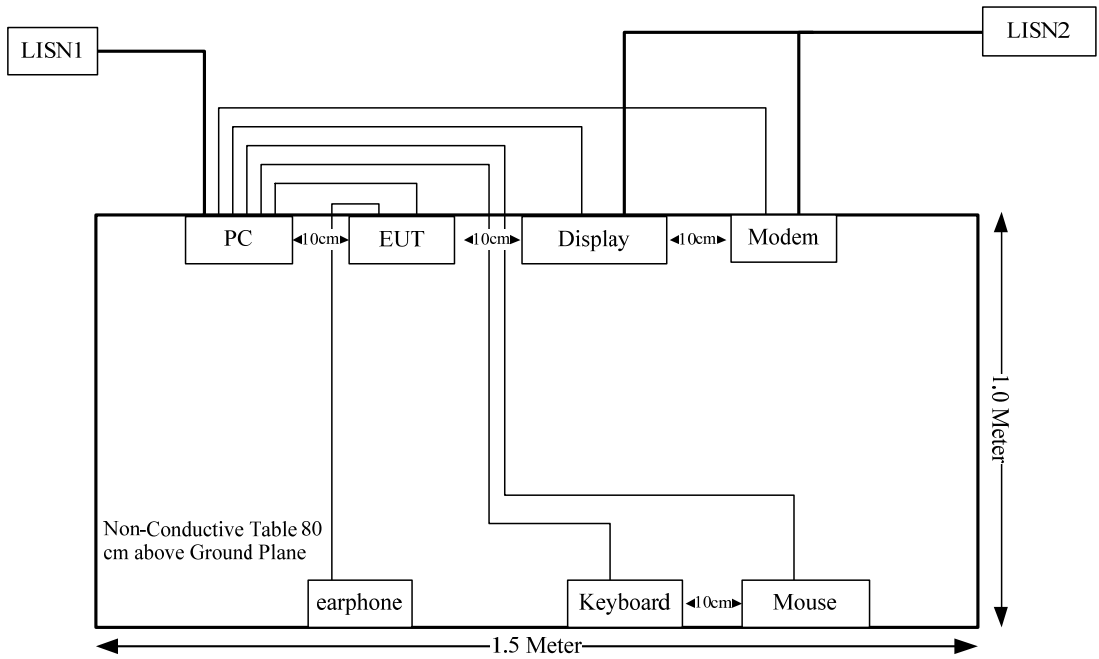 LISN1
LISN2
PC
10cm
EUT
10cm
Display
10cm
Modem
1.0 Meter
Non-Conductive Table 80
cm above Ground Plane
earphone
Keyboard
10cm
Mouse
1.5 Meter